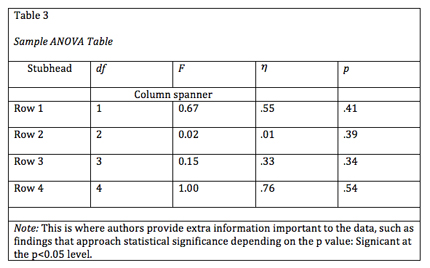 Table 3
Sample ANOVA Table
Stubhead df F η p
Column spanner
Row 1 1 0.67 .55 .41
Row 2 2 0.02 .01 .39
Row 3 3 0.15 .33 .34
Row 4 4 1.00 .76 .54
Note: This is where authors provide extra information important to the data, such as
findings that approach statistical significance depending on the p value: Signicant at
the p<0.05 level.